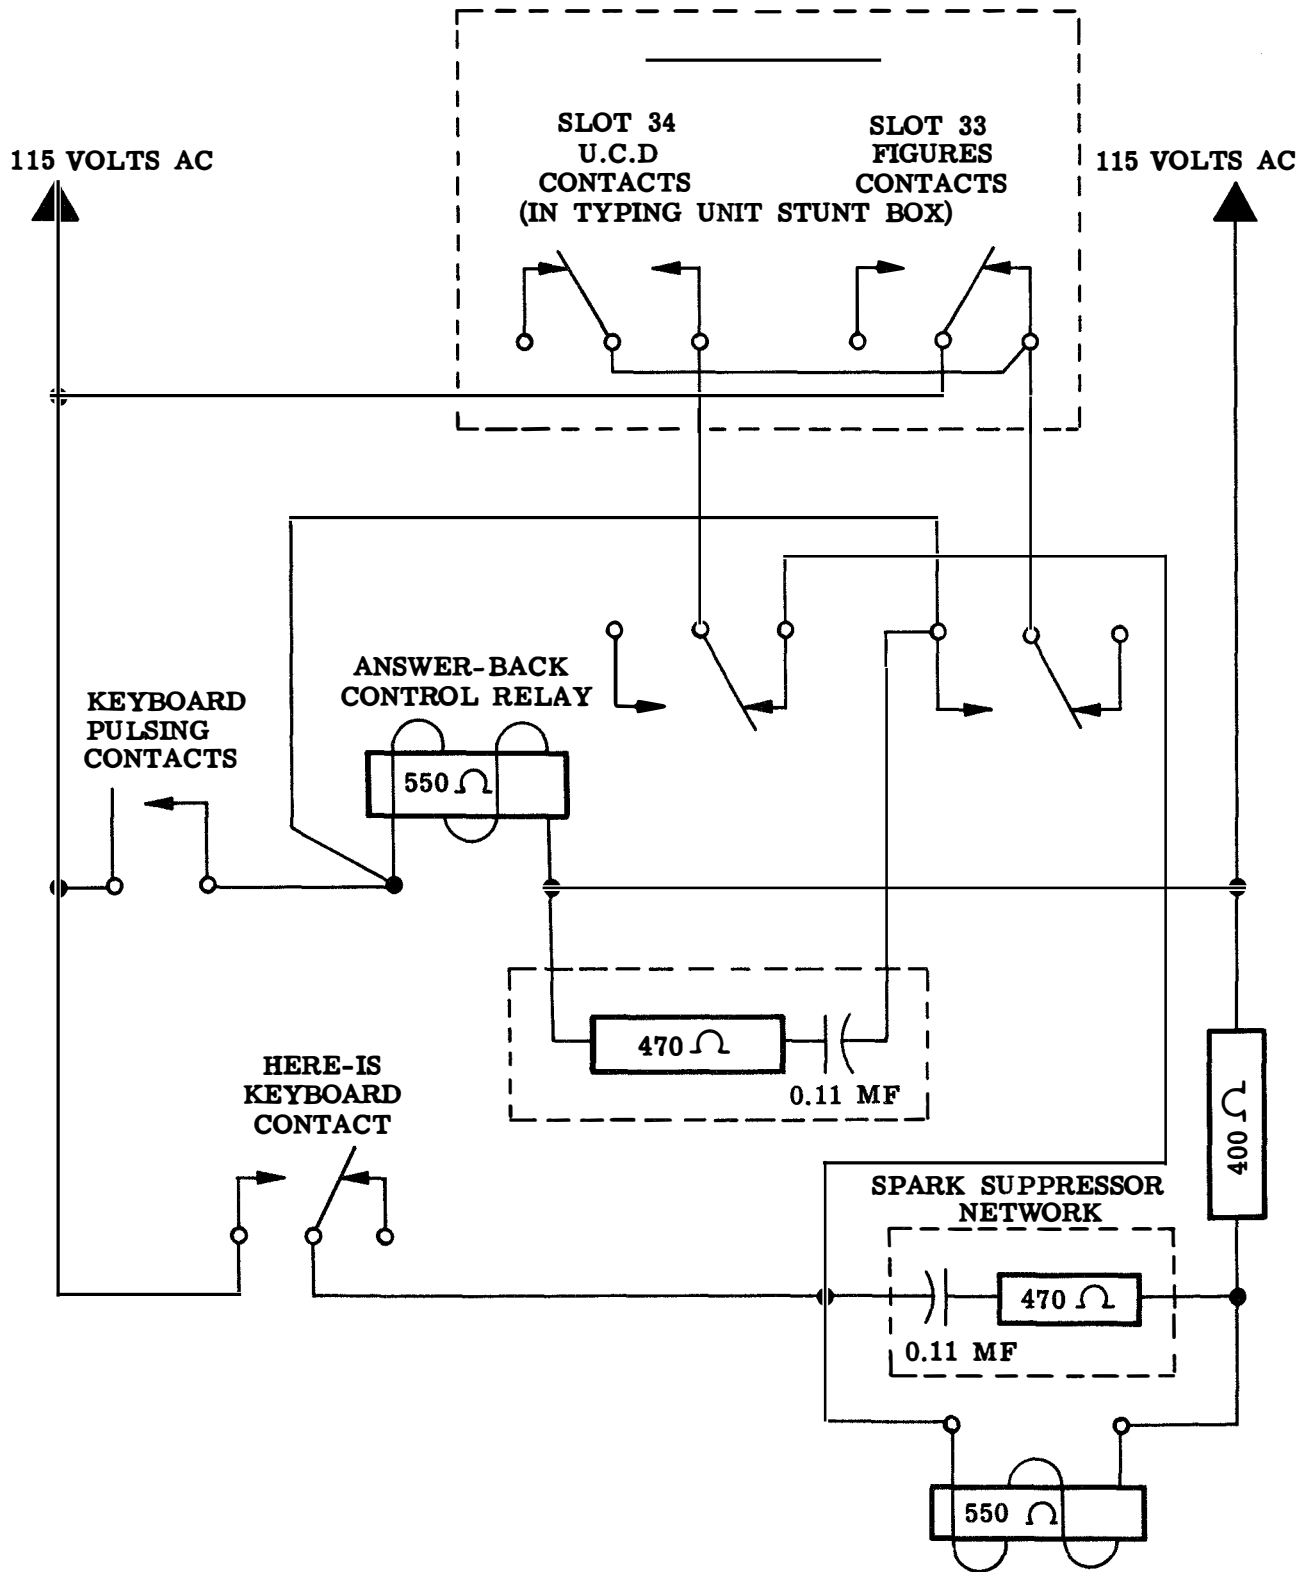 SLOT 34
U.C.D
CONTACTS
SLOT 33
FIGURES
CONTACTS
(IN TYPING UNIT STUNT BOX)
115 VOLTS AC
115 VOLTS AC
ANSWER-BACK
CONTROL RELAY
KEYBOARD
PULSING
CONTACTS
550 Ω
470 Ω
0.11 MF
HERE-IS
KEYBOARD
CONTACT
400 Ω
SPARK SUPPRESSOR
NETWORK
470 Ω
0.11 MF
550 Ω